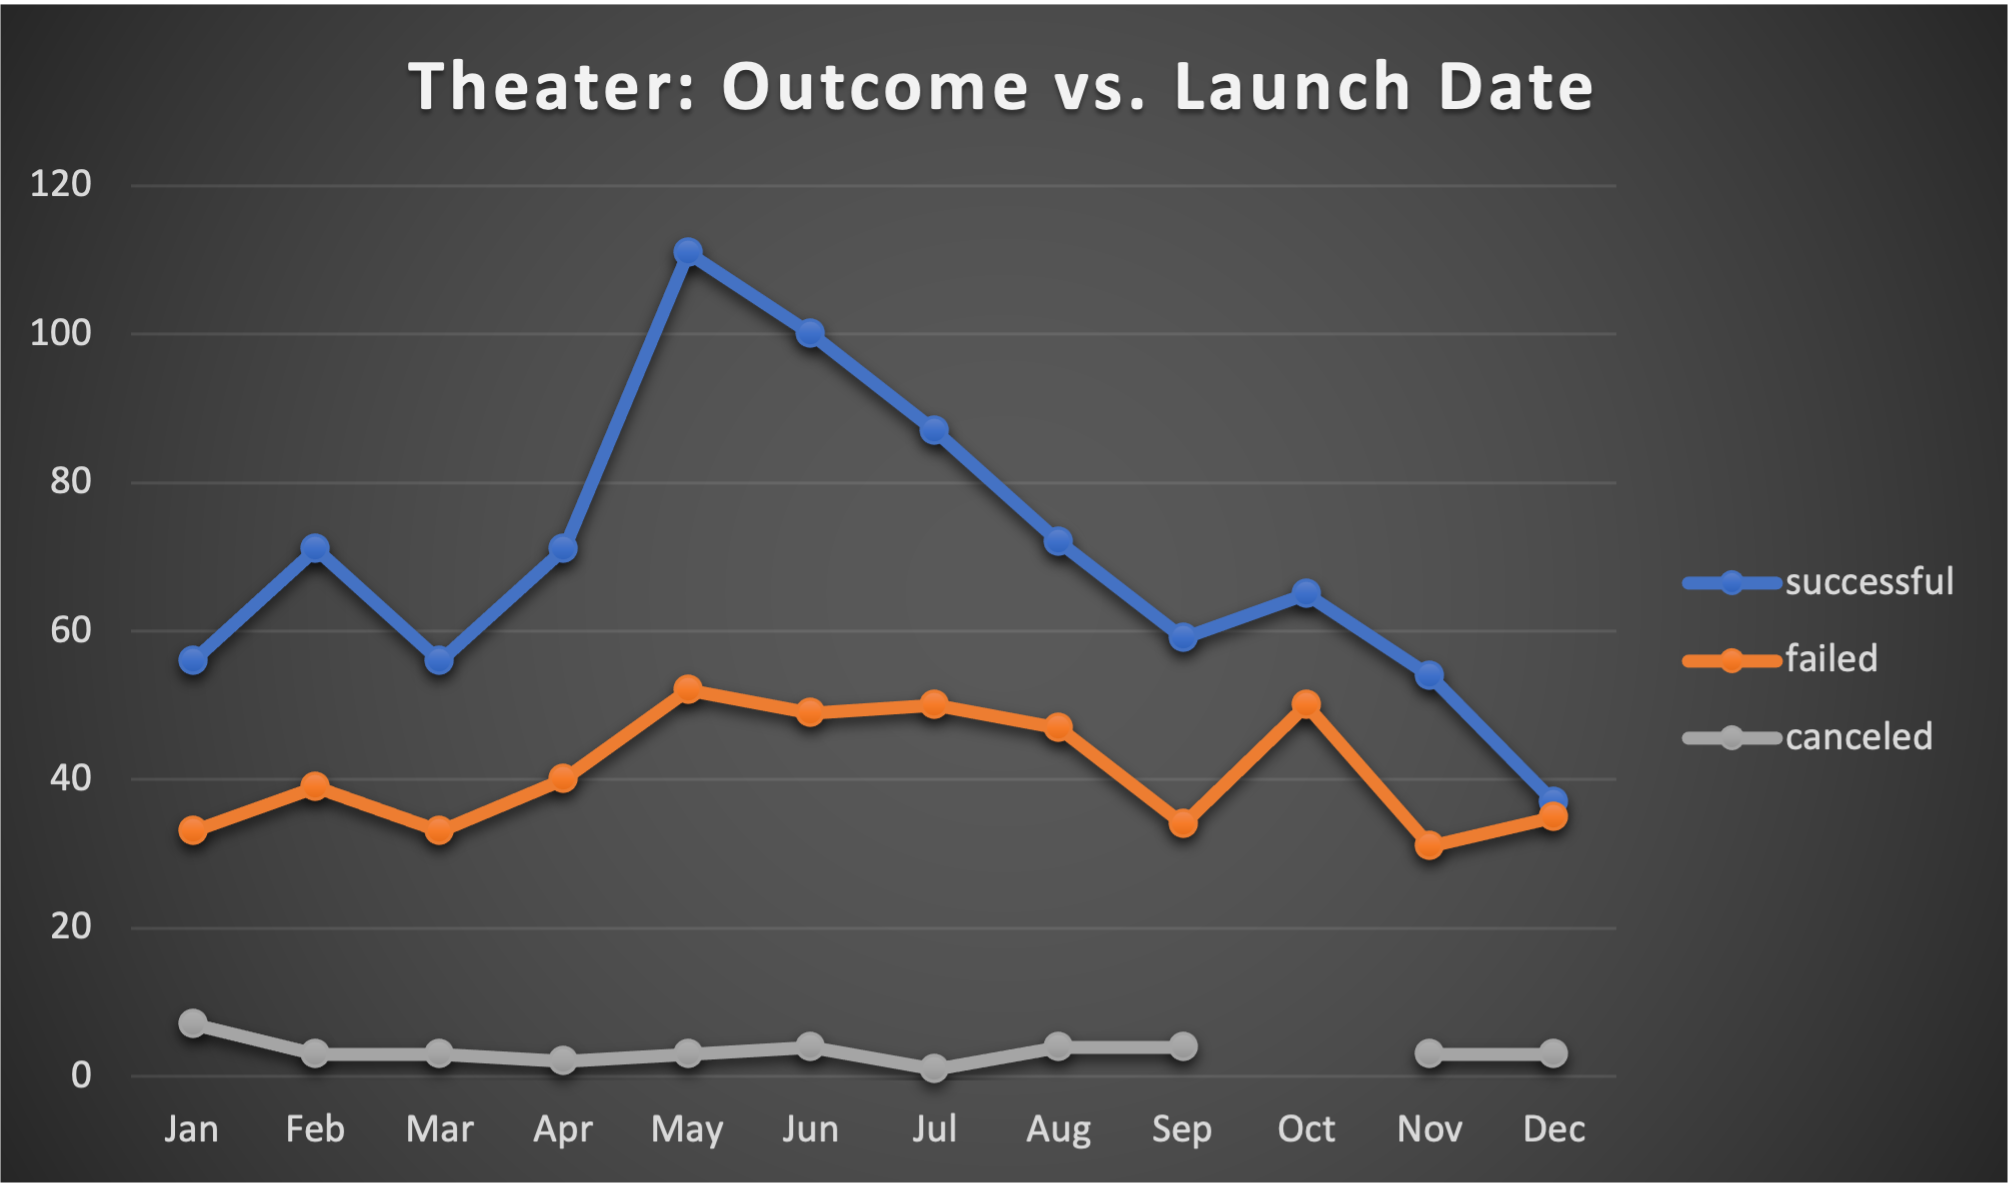 Theater: Outcome vs. Launch Date
120
100
80
60
40
20
0
Jan Feb Mar Apr May Jun Jul Aug Sep Oct Nov Dec
successful
failed
canceled